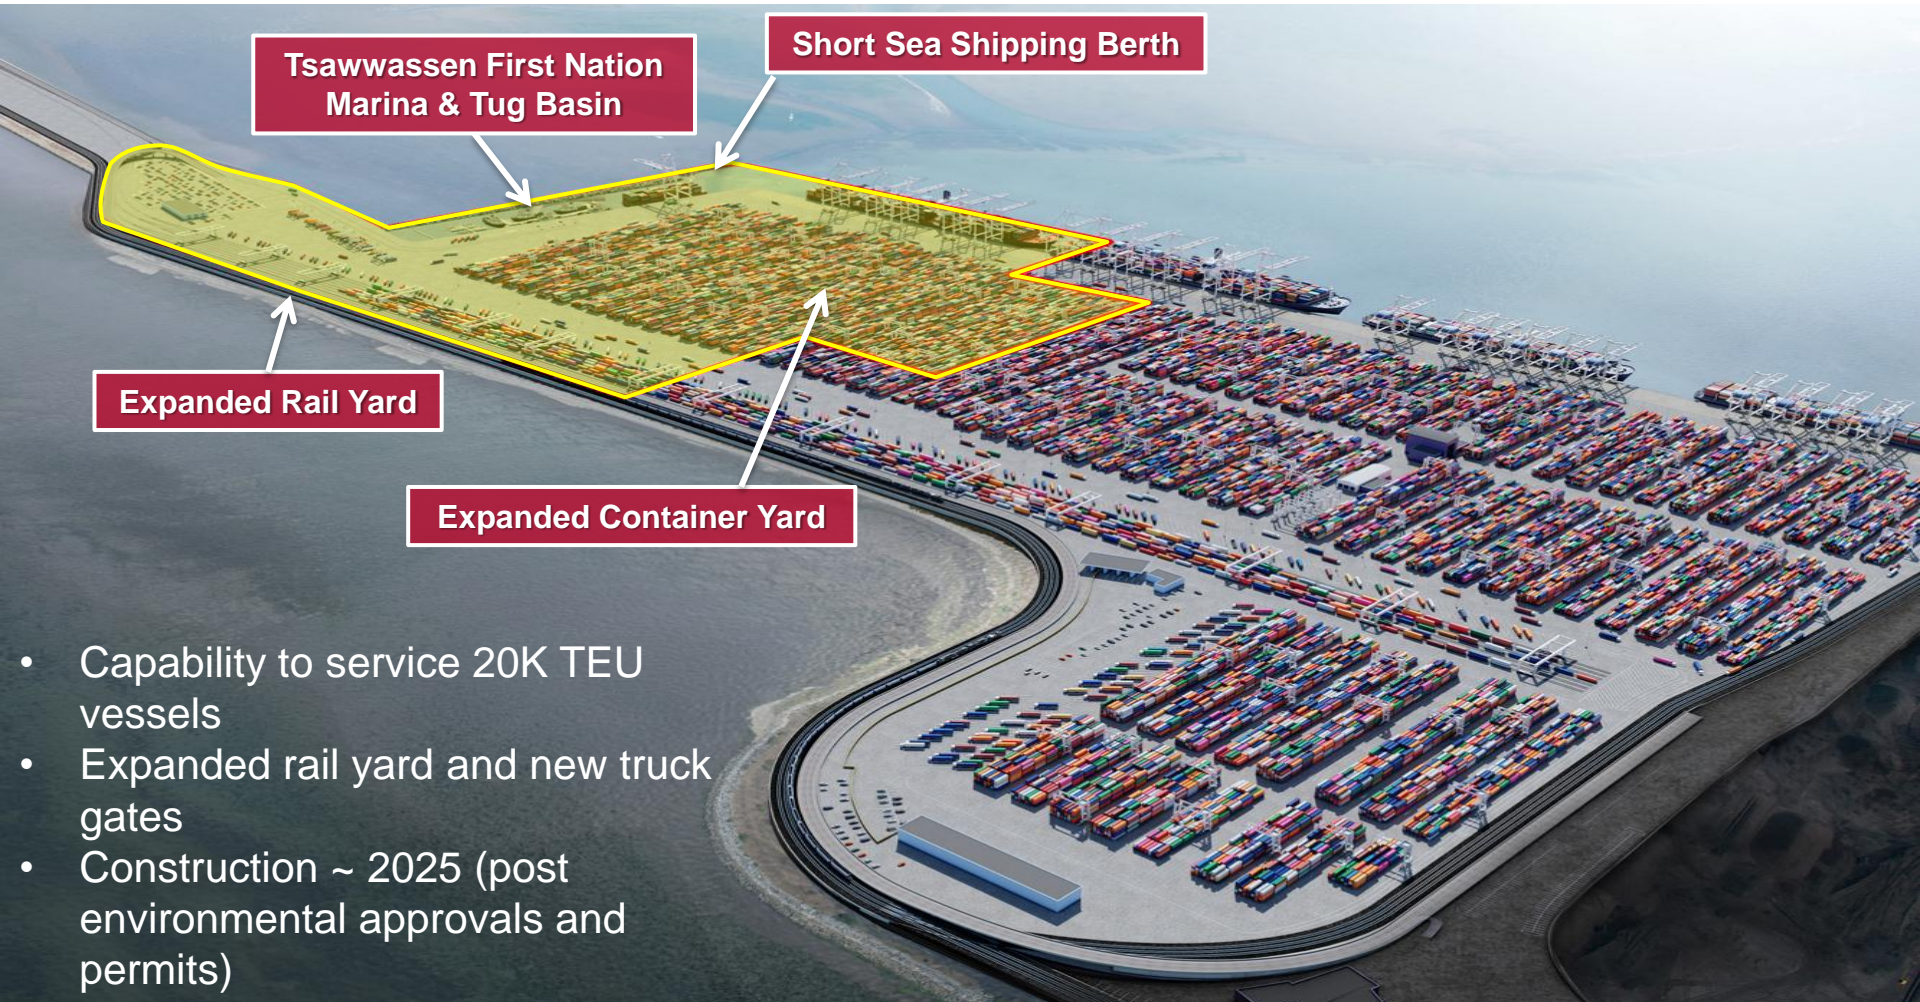 Short Sea Shipping Berth
Tsawwassen First Nation
Marina & Tug Basin
Expanded Rail Yard
Expanded Container Yard
• Capability to service 20K TEU
vessels
• Expanded rail yard and new truck
gates
• Construction ~ 2025 (post
environmental approvals and
permits)